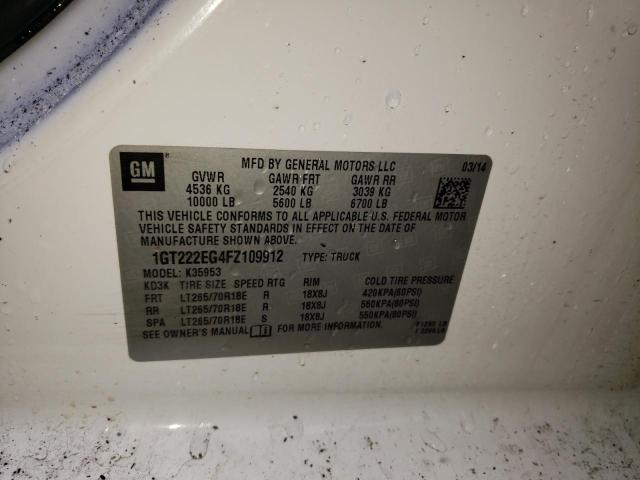 GM
MFD BY GENERAL MOTORS LLC 03/14
GVWR GAWR FRT GAWR RR
4536 KG 2540 KG 3039 KG
10000 LB 5600 LB 6700 LB
THIS VEHICLE CONFORMS TO ALL APPLICABLE U.S. FEDERAL MOTOR
VEHICLE SAFETY STANDARDS IN EFFECT ON THE DATE OF
MANUFACTURE SHOWN ABOVE.
1GT222EG4FZ109912 TYPE: TRUCK
MODEL: K35953
KD3K TIRE SIZE SPEED RTG RIM COLD TIRE PRESSURE
FRT LT265/70R18E R 18X8J 420KPA(60PSI)
RR LT265/70R18E R 18X8J 550KPA(80PSI)
SPA LT265/70R18E S 18X8J 550KPA(80PSI)
SEE OWNER'S MANUAL FOR MORE INFORMATION.